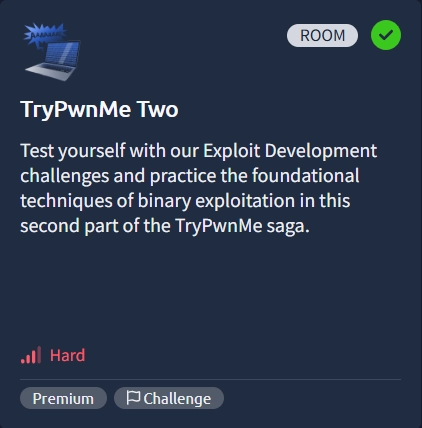 ROOM
TryPwnMe Two
Test yourself with our Exploit Development
challenges and practice the foundational
techniques of binary exploitation in this
second part of the TryPwnMe saga.
Hard
Premium
Challenge